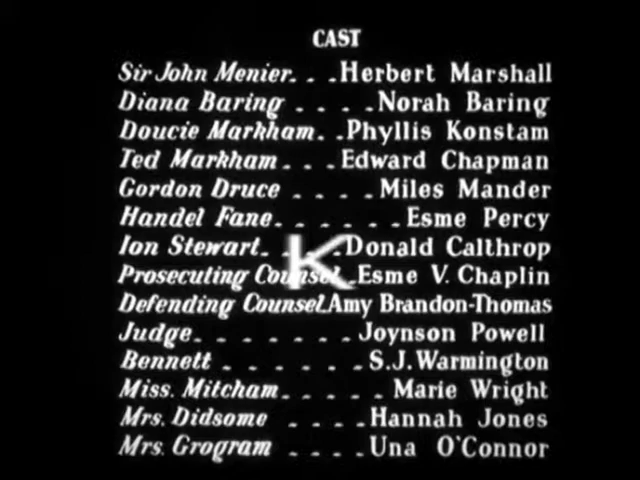 CAST
Sir John Menier. . .Herbert Marshall
Diana Baring . . . .Norah Baring
Doucie Markham. .Phyllis Konstam
Ted Markham. . . Edward Chapman
Gordon Druce . . . .Miles Mander
Handel Fane. . . . . .Esme Percy
Ion Stewart. . . .Donald Calthrop
Prosecuting Counsel .Esme V. Chaplin
Defending Counsel.Amy Brandon-Thomas
Judge. . . . . . .Joynson Powell
Bennett . . . . . .S.J.Warmington
Miss. Mitcham. . . . . Marie Wright
Mrs. Didsome . . . .Hannah Jones
Mrs. Grogram . . . .Una O'Connor
K